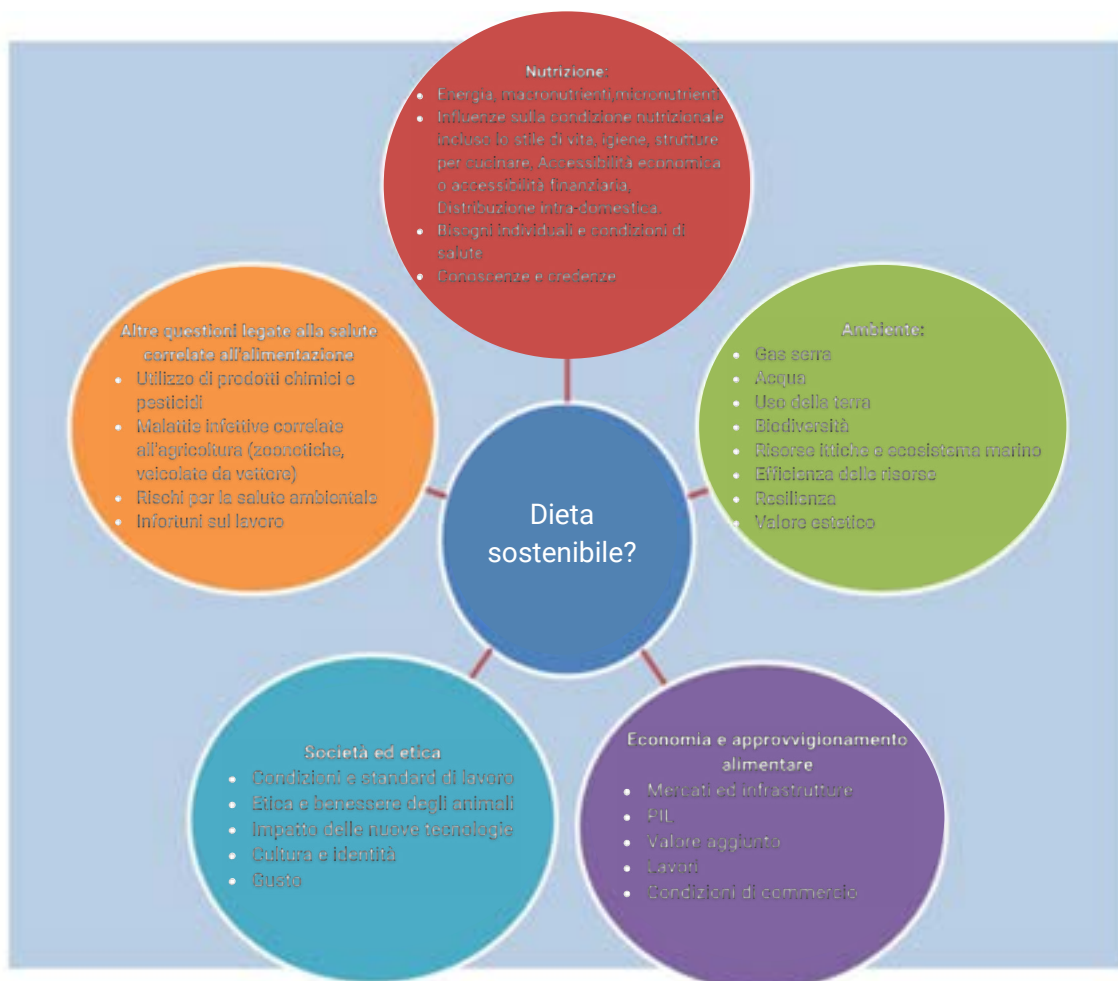 Nutrizione:
• Energia, macronutrienti,micronutrienti
• Influenze sulla condizione nutrizionale
incluso lo stile di vita, igiene, strutture
per cucinare, Accessibilità economica
o accessibilità finanziaria,
Distribuzione intra-domestica.
• Bisogni individuali e condizioni di
salute
• Conoscenze e credenze
Altre questioni legate alla salute
correlate all'alimentazione
• Utilizzo di prodotti chimici e
pesticidi
• Malattie infettive correlate
all'agricoltura (zoonotiche,
veicolate da vettore)
• Rischi per la salute ambientale
• Infortuni sul lavoro
Ambiente:
• Gas serra
• Acqua
• Uso della terra
• Biodiversità
• Risorse ittiche e ecosistema marino
• Efficienza delle risorse
• Resilienza
• Valore estetico
Dieta
sostenibile?
Società ed etica
• Condizioni e standard di lavoro
• Etica e benessere degli animali
• Impatto delle nuove tecnologie
• Cultura e identità
• Gusto
Economia e approvvigionamento
alimentare
• Mercati ed infrastrutture
• PIL
• Valore aggiunto
• Lavori
• Condizioni di commercio